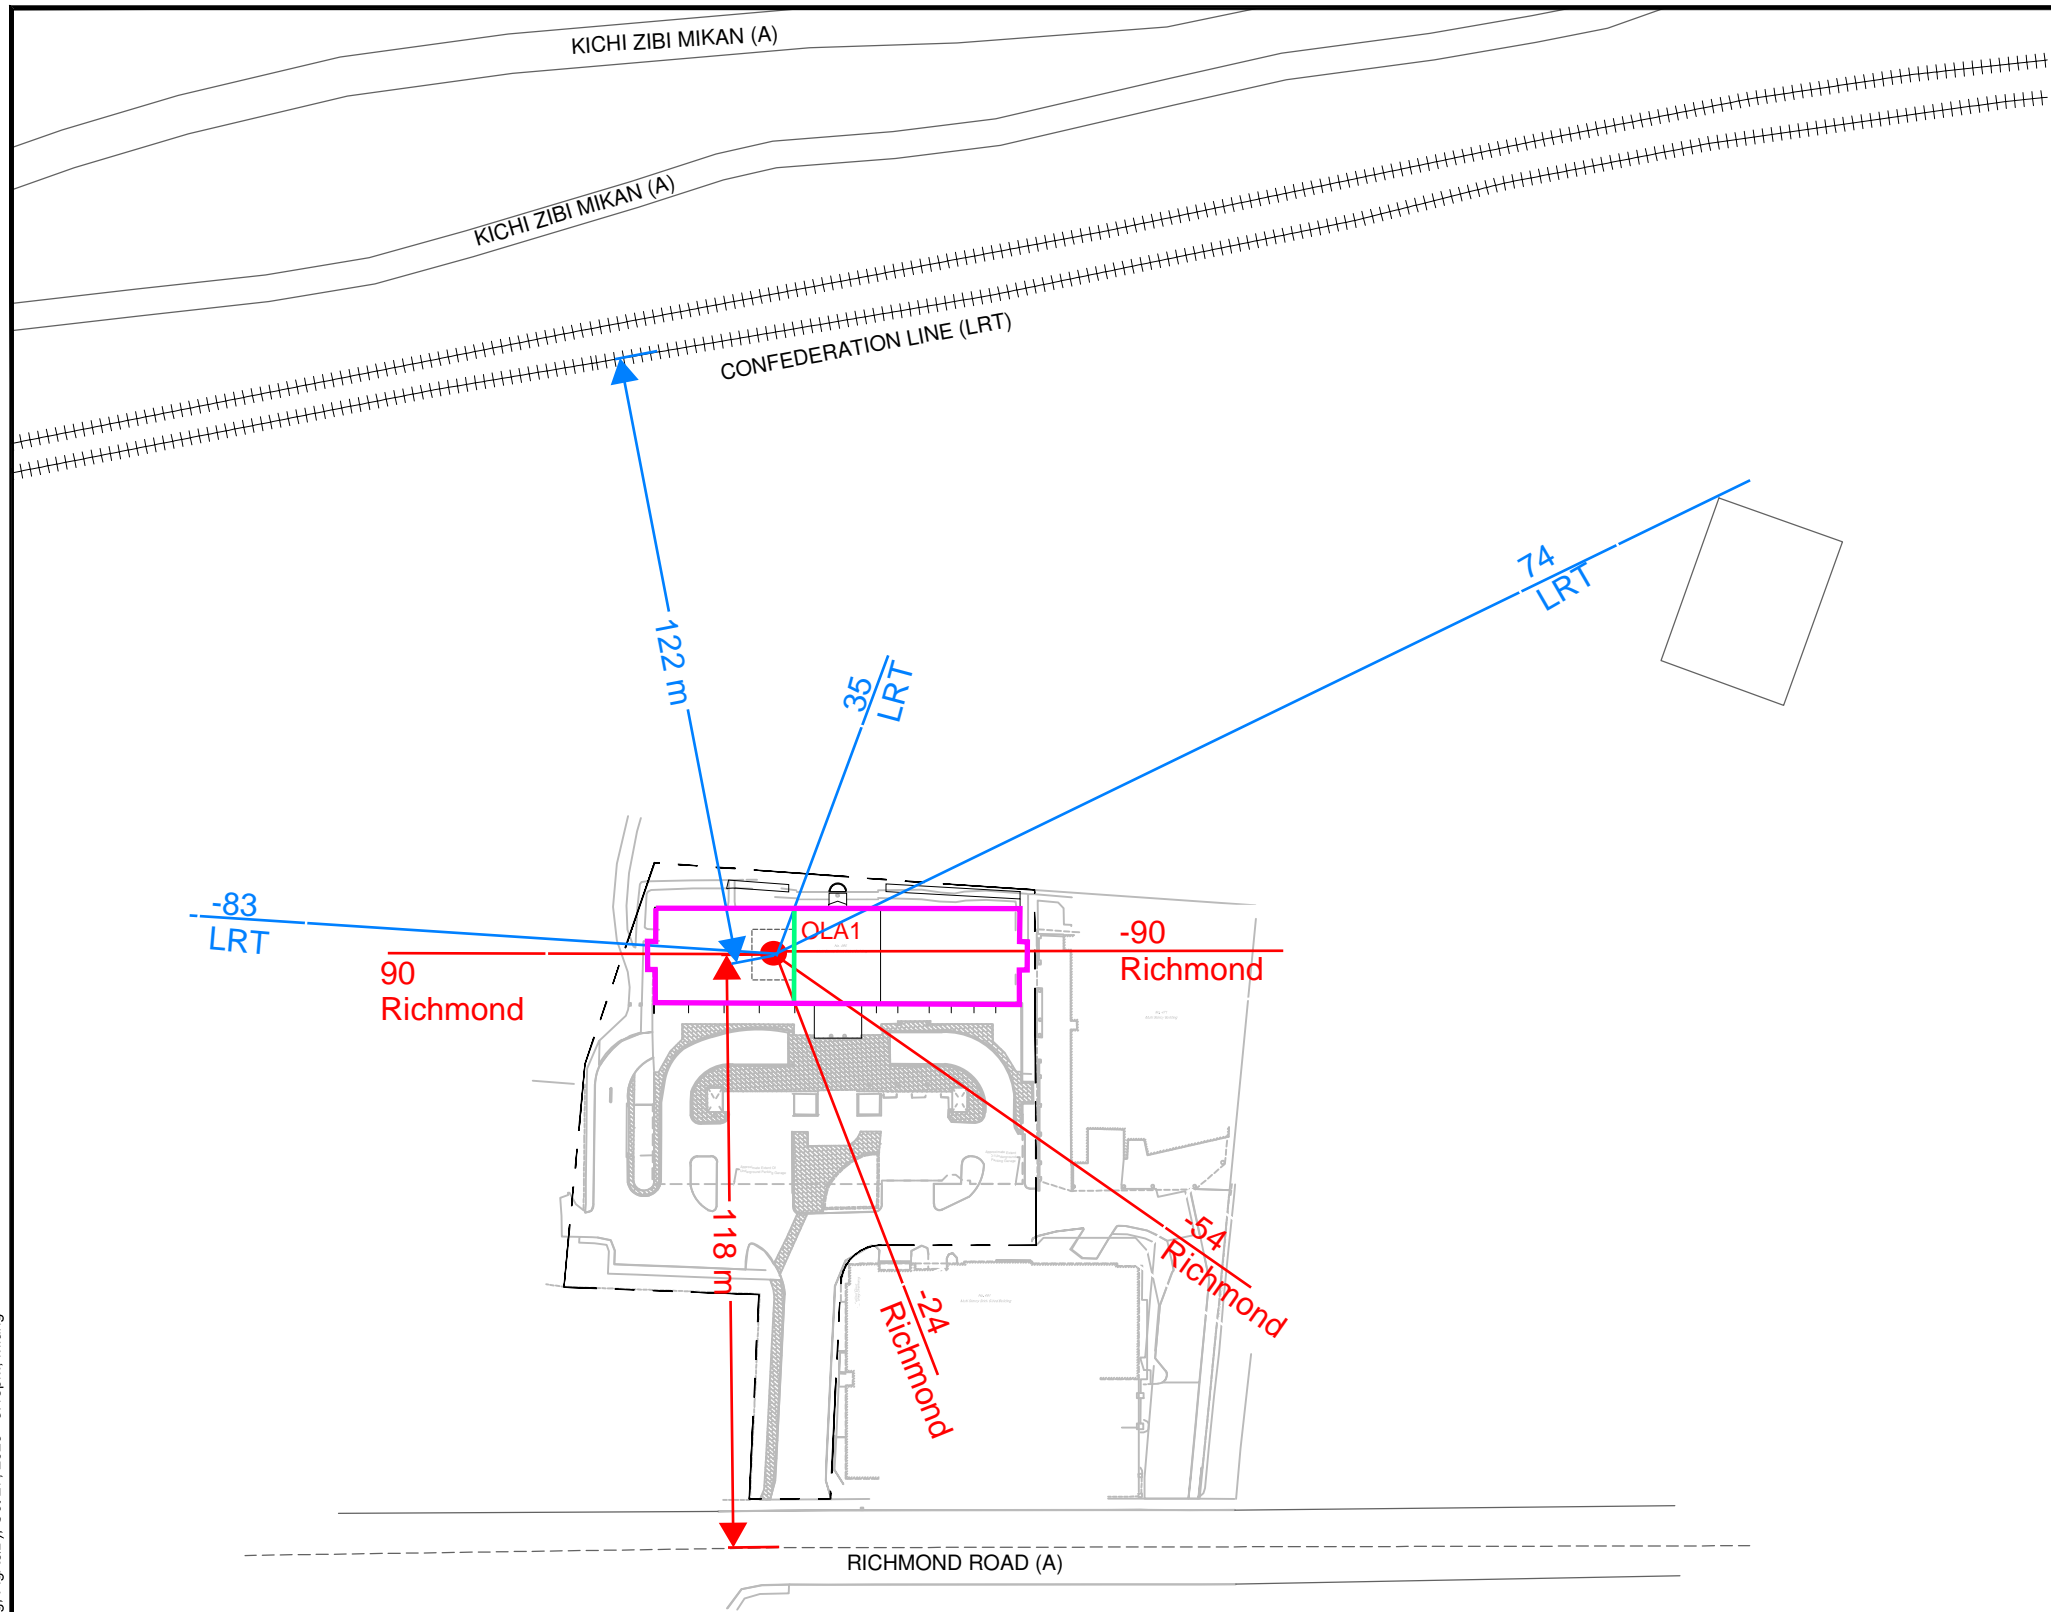 KICHI ZIBI MIKAN (A)
KICHI ZIBI MIKAN (A)
CONFEDERATION LINE (LRT)
74
LRT
122 m
35
LRT
-83
LRT
OLA1
-90
Richmond
90
Richmond
118 m
-54
Richmond
-24
Richmond
RICHMOND ROAD (A)